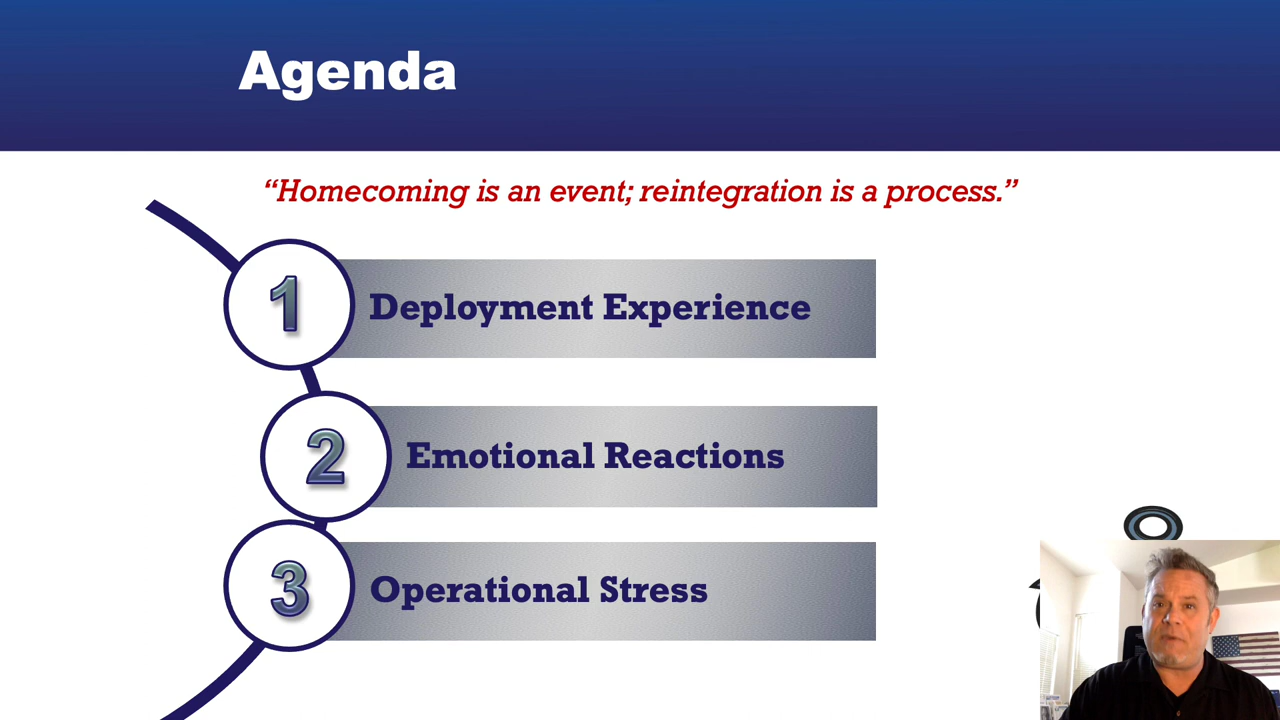 Agenda
“Homecoming is an event; reintegration is a process.”
1
Deployment Experience
2
Emotional Reactions
3
Operational Stress